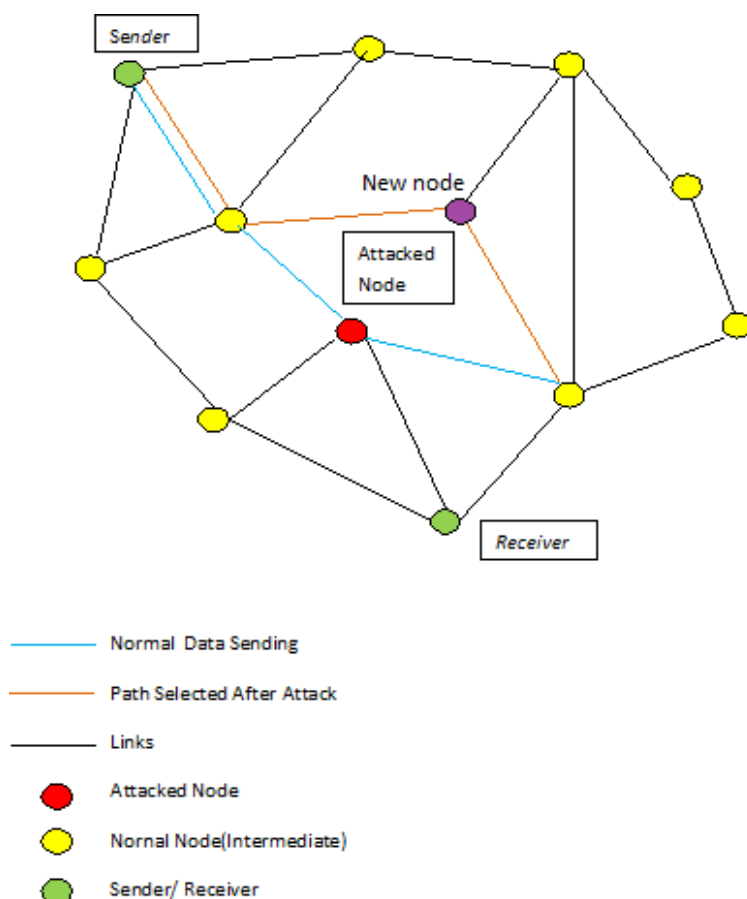 Sender
New node
Attacked
Node
Receiver
Normal Data Sending
Path Selected After Attack
Links
Attacked Node
Nornal Node(Intermediate)
Sender/ Receiver